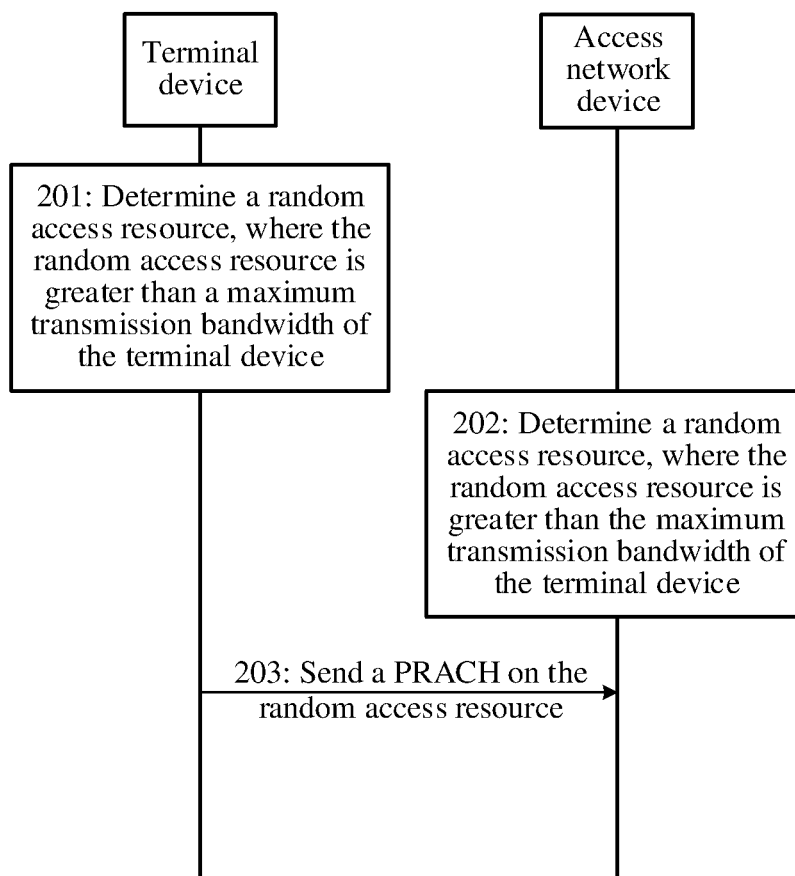 Terminal
device
Access
network
device
201: Determine a random
access resource, where the
random access resource is
greater than a maximum
transmission bandwidth of
the terminal device
202: Determine a random
access resource, where the
random access resource is
greater than the maximum
transmission bandwidth of
the terminal device
203: Send a PRACH on the
random access resource